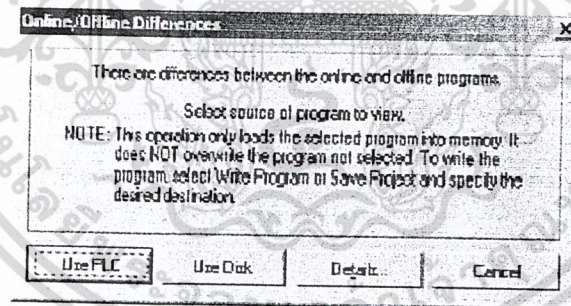 Online/Offline Differences
There are differences between the online and offline programs.
Select source of program to view.
NOTE: This operation only loads the selected program into memory. It
does NOT overwrite the program not selected. To write the
program, select Write Program or Save Project and specify the
desired destination.
Use PLC Use Disk Details... Cancel